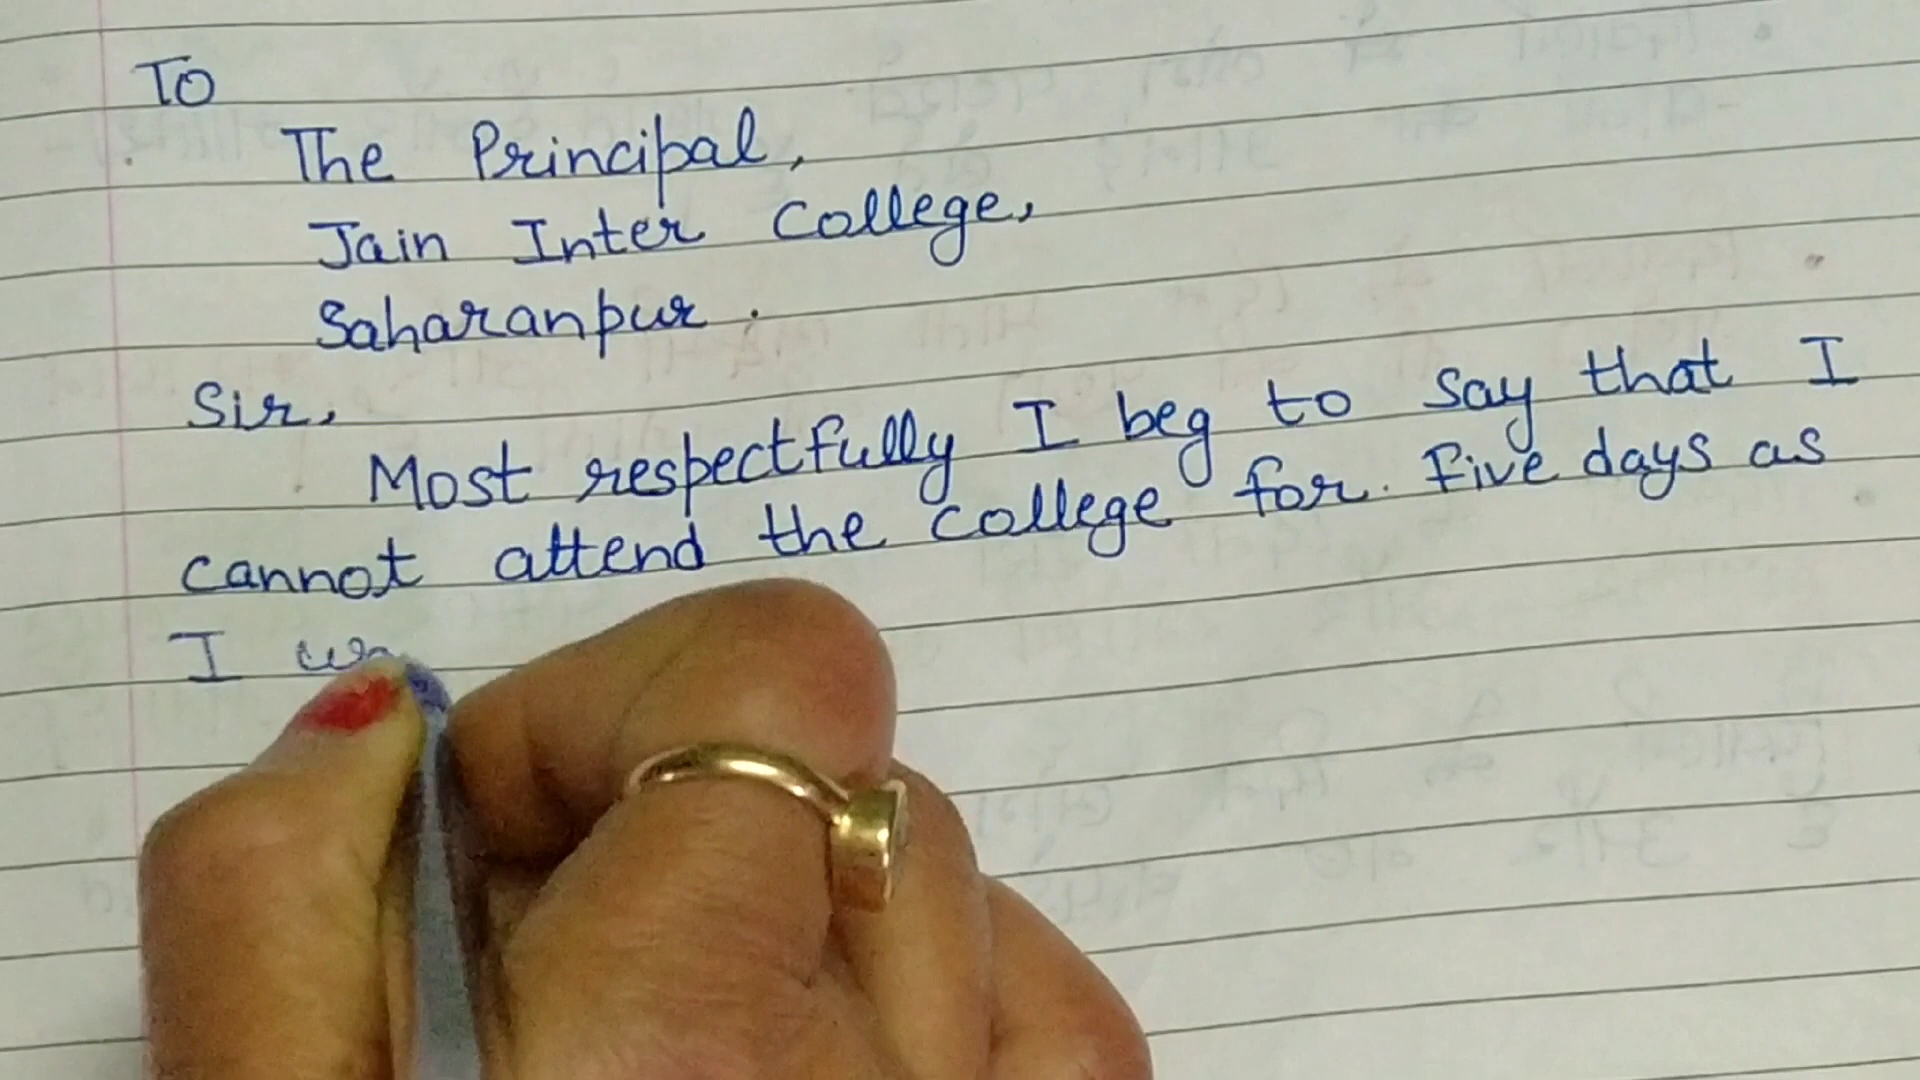 To
The Principal,
Jain Inter College,
Saharanpur.
Sir,
Most respectfully I beg to say that I
cannot attend the college for. Five days as
I